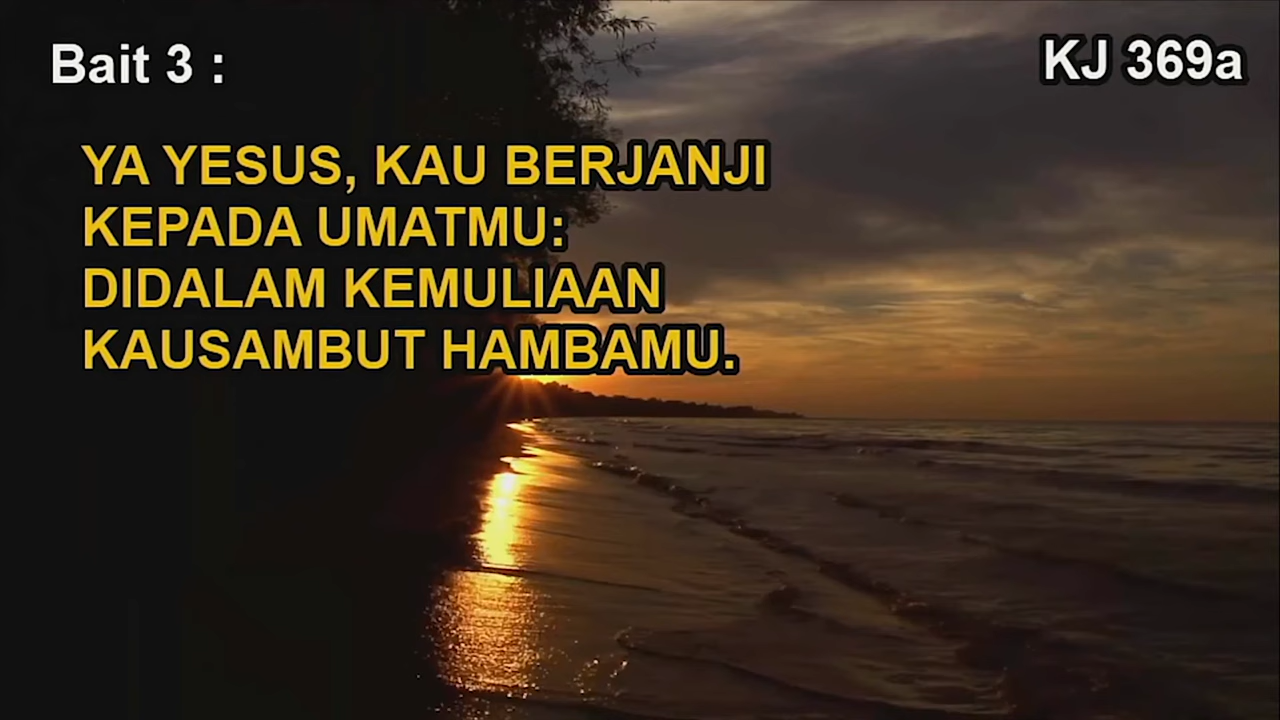 Bait 3 :
KJ 369a
YA YESUS, KAU BERJANJI
KEPADA UMATMU:
DIDALAM KEMULIAAN
KAUSAMBUT HAMBAMU.